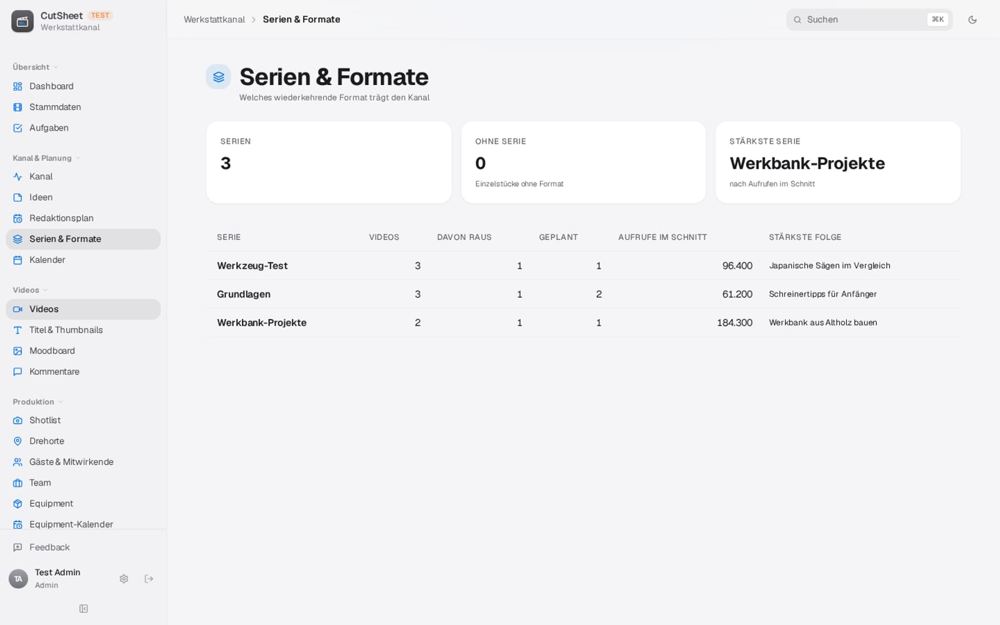 CutSheet TEST
Werkstattkanal
Übersicht
Dashboard
Stammdaten
Aufgaben
Kanal & Planung
Kanal
Ideen
Redaktionsplan
Serien & Formate
Kalender
Videos
Videos
Titel & Thumbnails
Moodboard
Kommentare
Produktion
Shotlist
Drehorte
Gäste & Mitwirkende
Team
Equipment
Equipment-Kalender
Feedback
TA
Test Admin
Admin
Werkstattkanal > Serien & Formate
Suchen ⌘K
Serien & Formate
Welches wiederkehrende Format trägt den Kanal
SERIEN
3
OHNE SERIE
0
Einzelstücke ohne Format
STÄRKSTE SERIE
Werkbank-Projekte
nach Aufrufen im Schnitt
SERIE VIDEOS DAVON RAUS GEPLANT AUFRUFE IM SCHNITT STÄRKSTE FOLGE
Werkzeug-Test 3 1 1 96.400 Japanische Sägen im Vergleich
Grundlagen 3 1 2 61.200 Schreinertipps für Anfänger
Werkbank-Projekte 2 1 1 184.300 Werkbank aus Altholz bauen